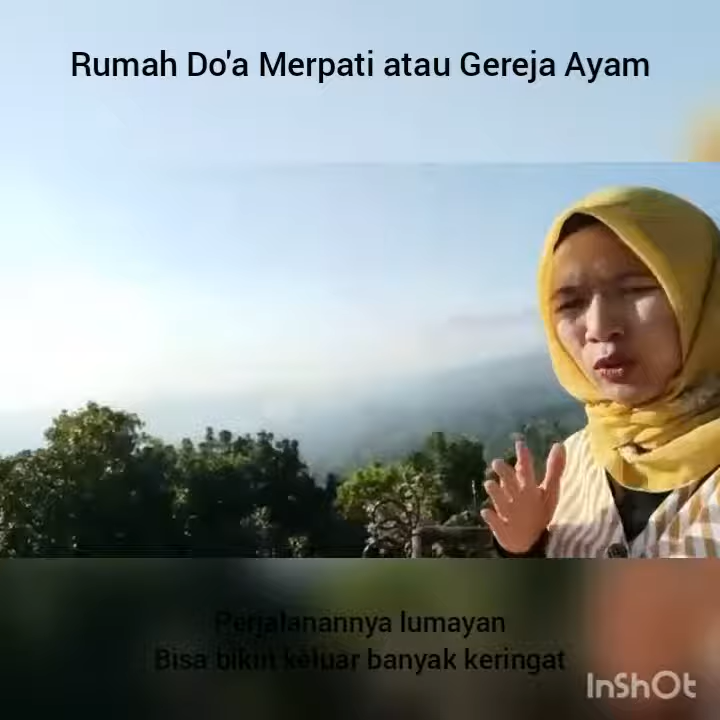 Rumah Do'a Merpati atau Gereja Ayam
Perjalanannya lumayan
Bisa bikin keluar banyak keringat
InShOt